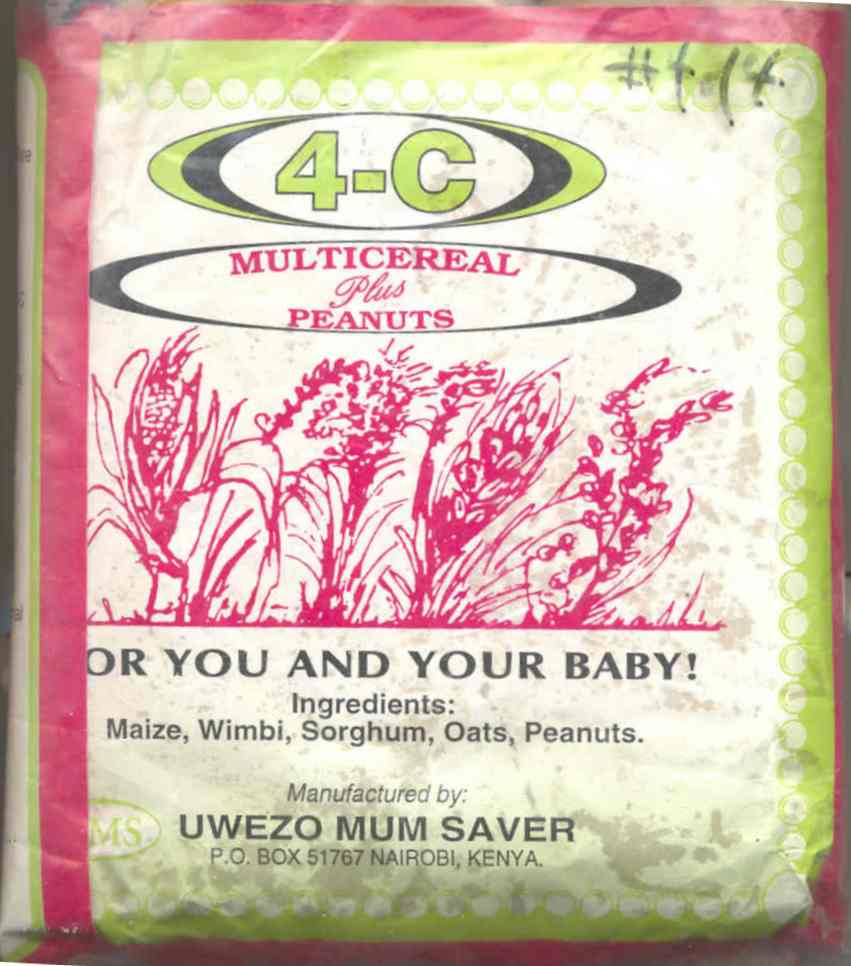 4-C
MULTICEREAL
Plus
PEANUTS
OR YOU AND YOUR BABY!
Ingredients:
Maize, Wimbi, Sorghum, Oats, Peanuts.
Manufactured by:
MS
UWEZO MUM SAVER
P.O. BOX 51767 NAIROBI, KENYA.